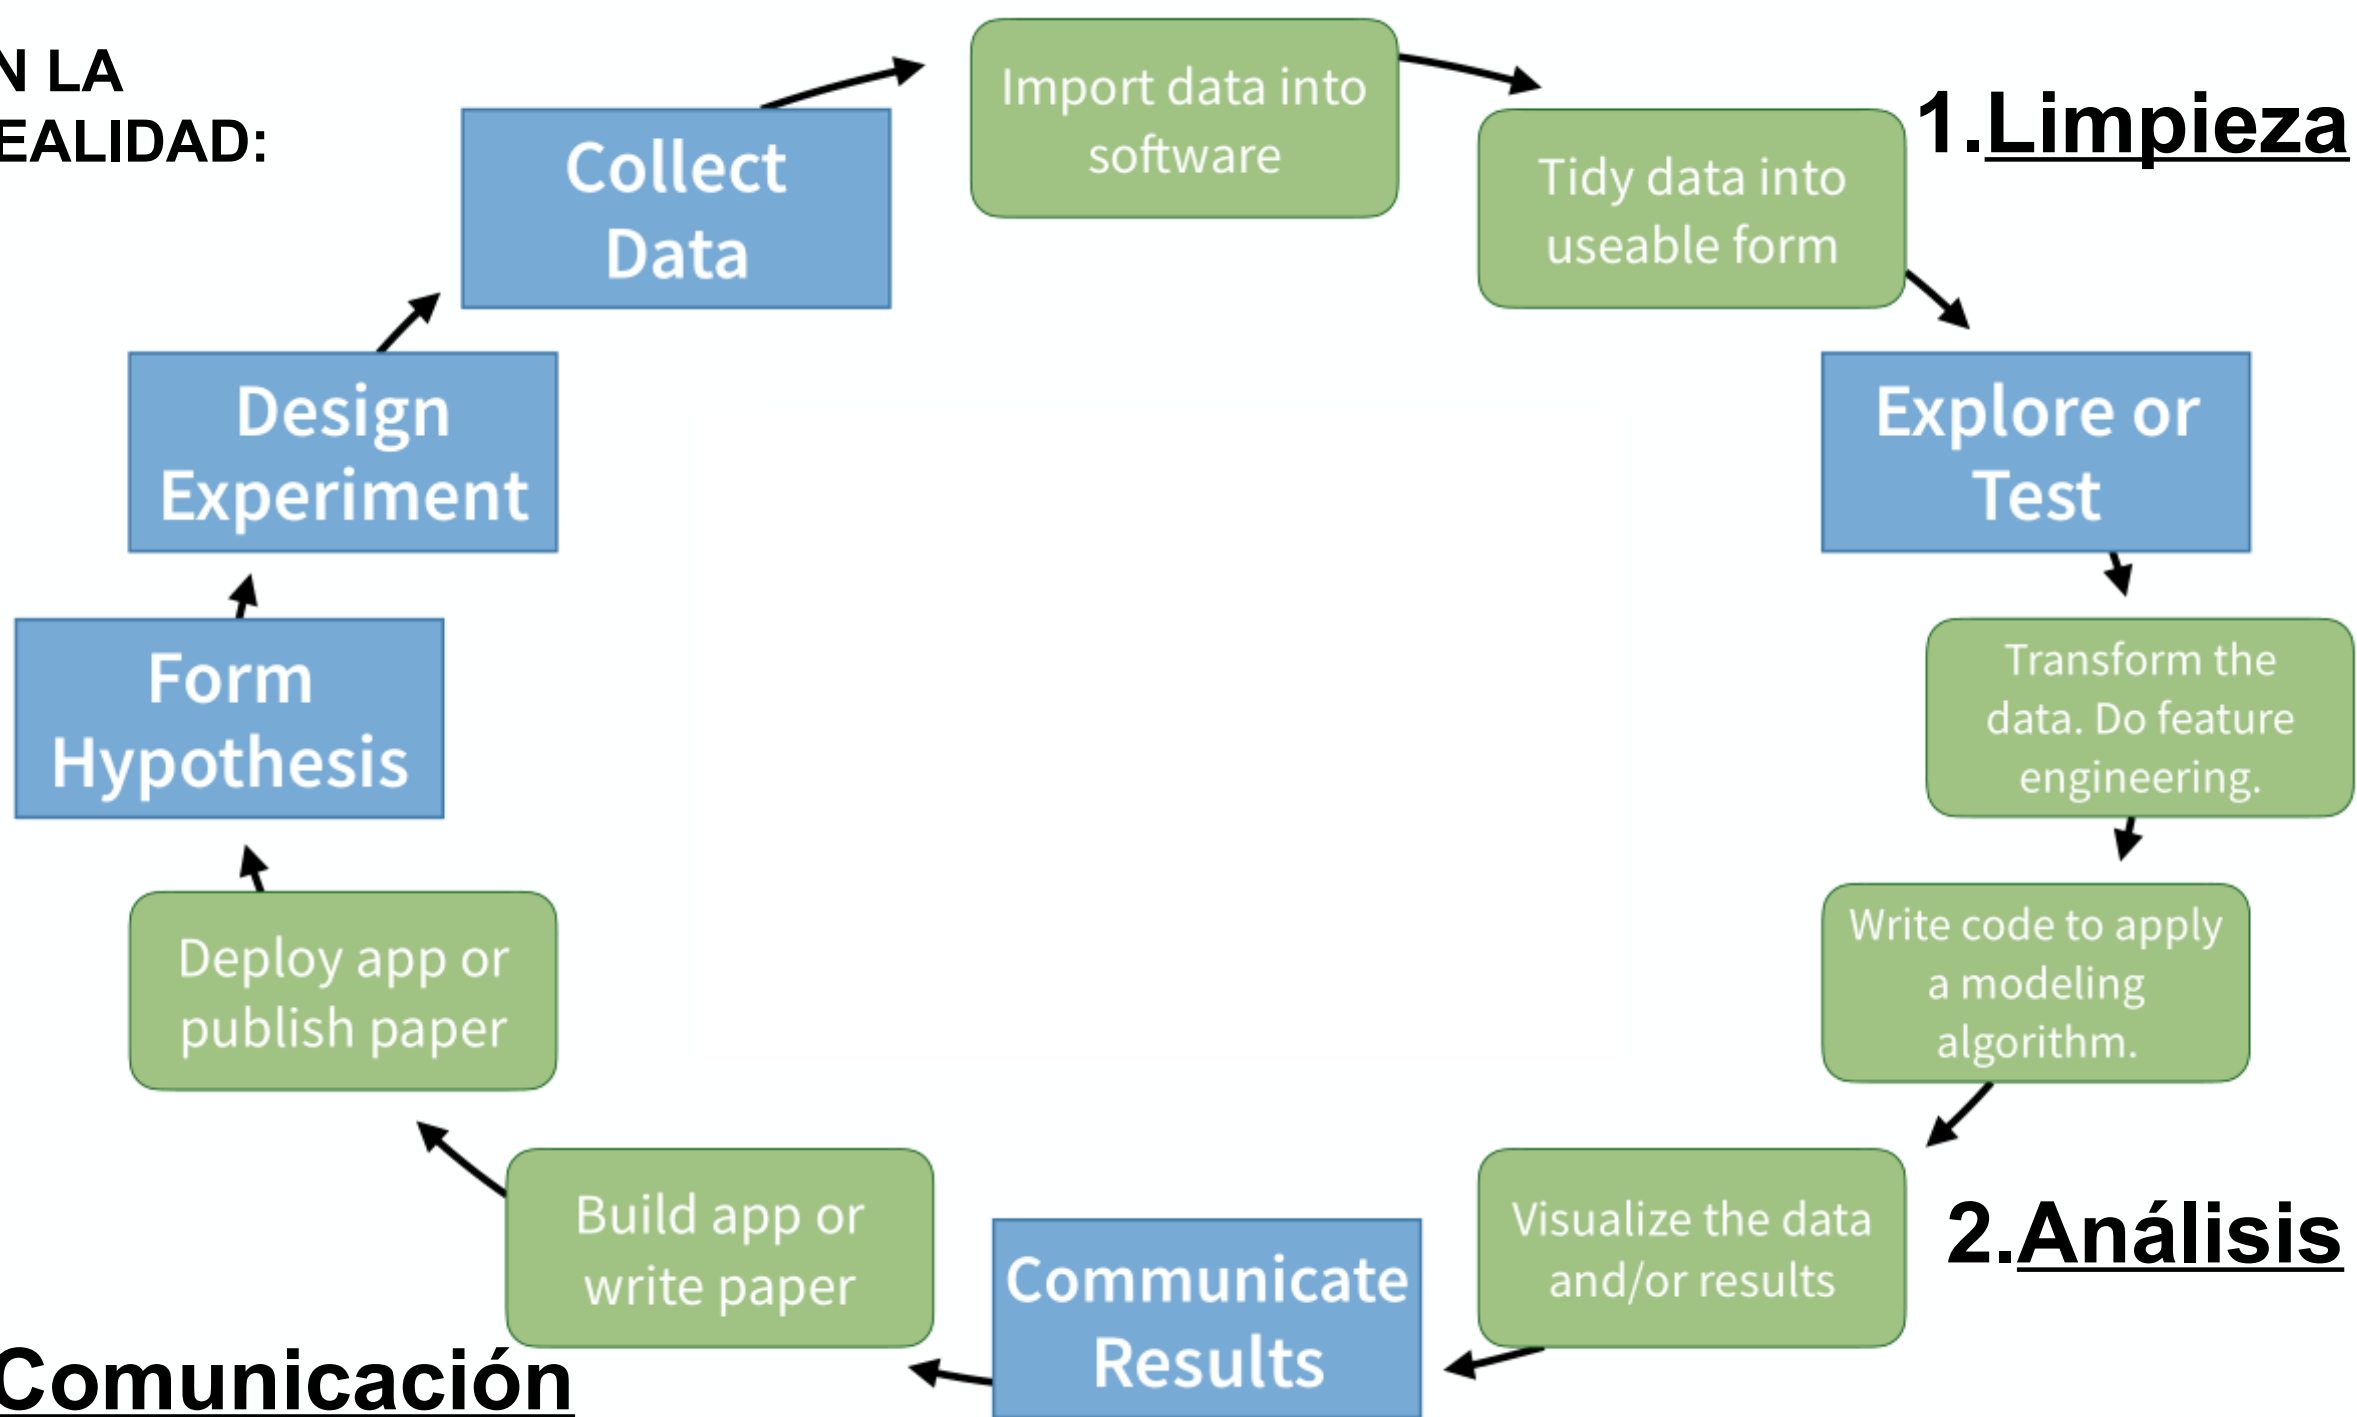 N LA
EALIDAD:
Collect
Data
Import data into
software
Tidy data into
useable form
1.Limpieza
Explore or
Test
Transform the
data. Do feature
engineering.
Write code to apply
a modeling
algorithm.
Visualize the data
and/or results
2.Análisis
Communicate
Results
Build app or
write paper
Comunicación
Deploy app or
publish paper
Form
Hypothesis
Design
Experiment